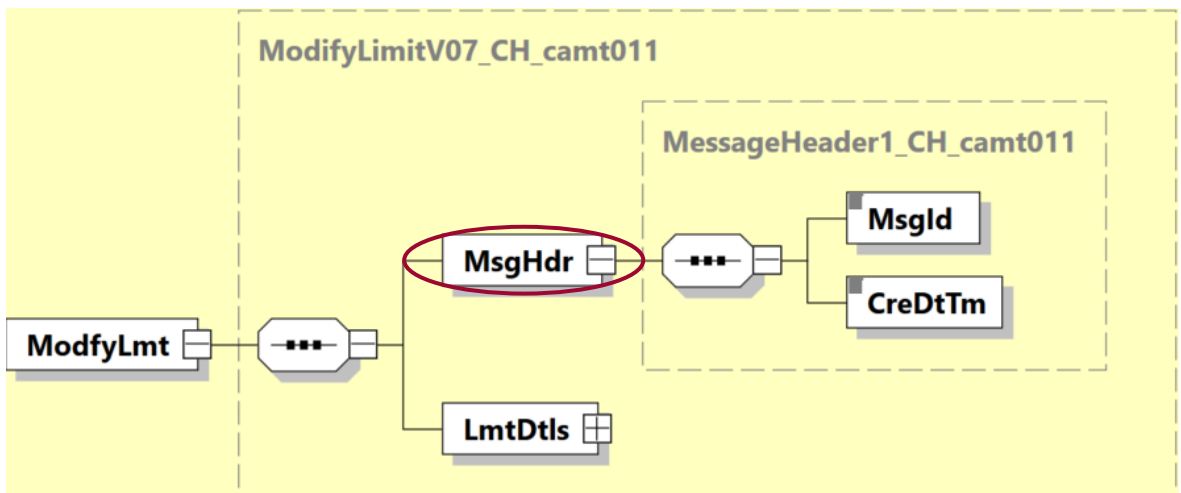 ModifyLimitV07_CH_camt011
MessageHeader1_CH_camt011
MsgId
MsgHdr
CreDtTm
ModfyLmt
LmtDtls